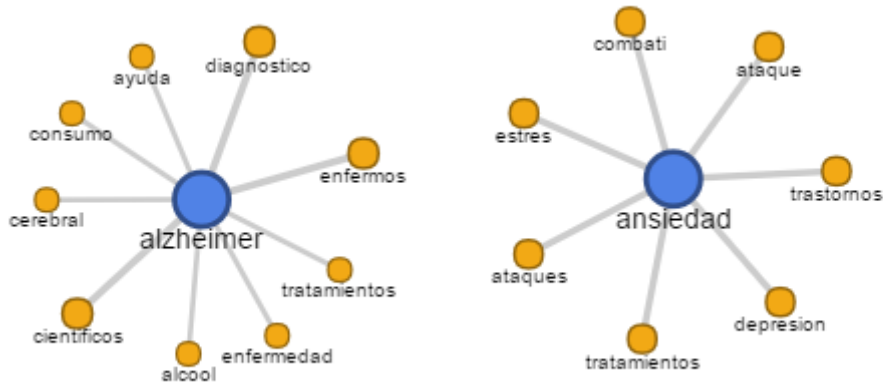 diagnostico
ayuda
consumo
enfermos
cerebral
alzheimer
tratamientos
cientificos
enfermedad
alcool
combati
ataque
estres
trastornos
ansiedad
ataques
depresion
tratamientos